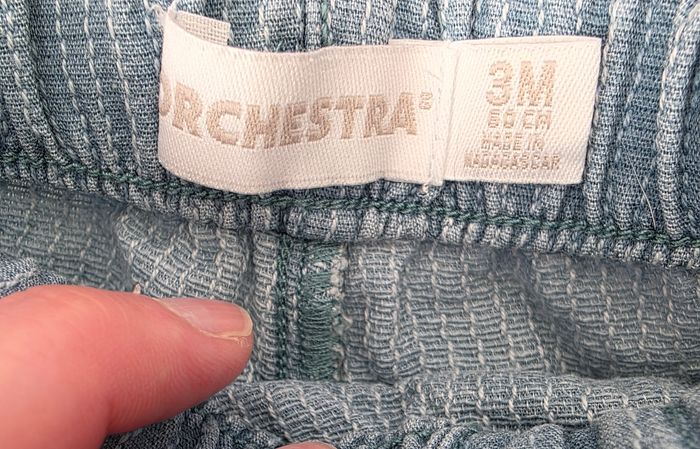 ORCHESTRA®
3M
60 CM
MADE IN
MADAGASCAR